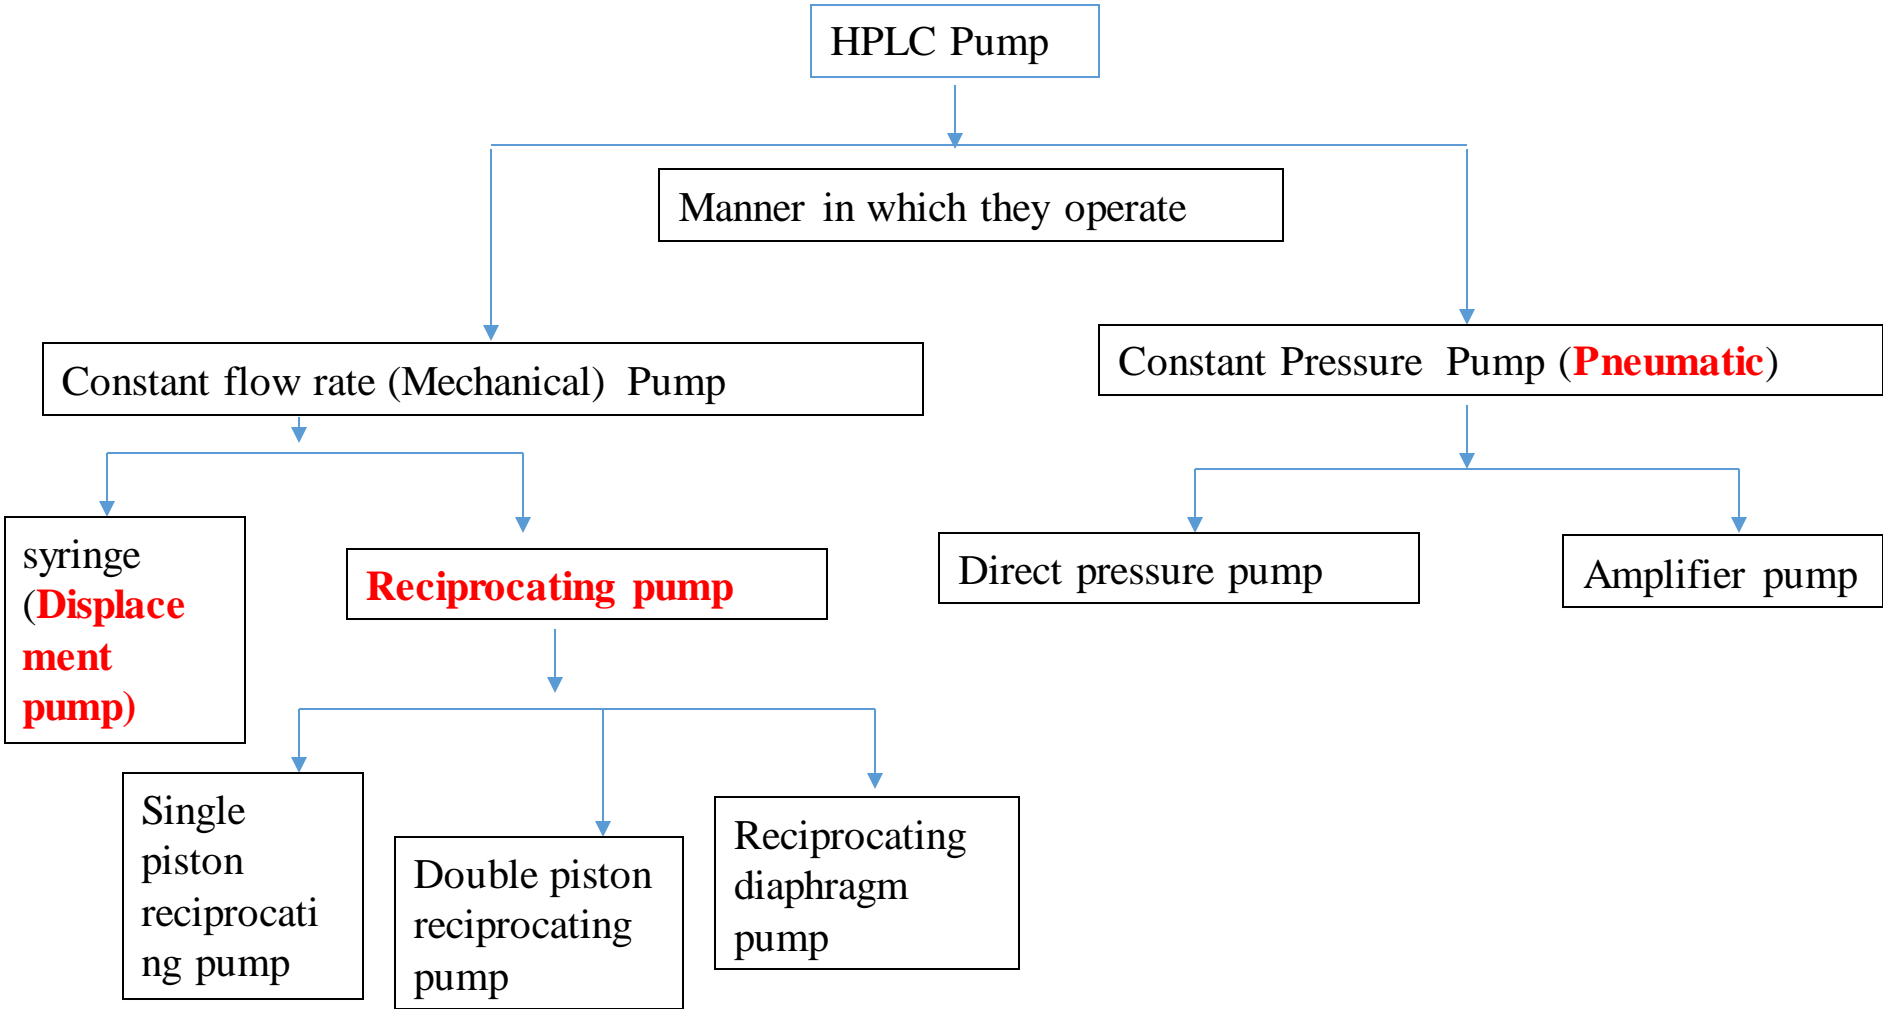 HPLC Pump
Manner in which they operate
Constant flow rate (Mechanical) Pump
Constant Pressure Pump (Pneumatic)
syringe
(Displace
ment
pump)
Reciprocating pump
Direct pressure pump
Amplifier pump
Single
piston
reciprocati
ng pump
Double piston
reciprocating
pump
Reciprocating
diaphragm
pump